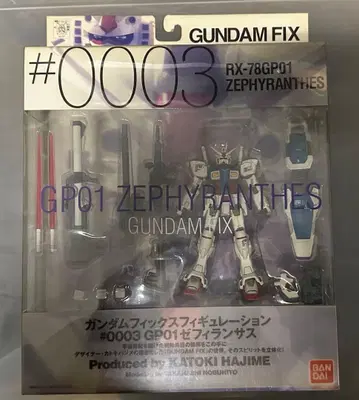 GUNDAM FIX
#0003
RX-78GP01
ZEPHYRANTHES
GP01 ZEPHYRANTHES
GUNDAM FIX
ガンダムフィックスフィギュレーション
#0003 GP01ゼフィランサス
Produced by KATOKI HAJIME
BAN
DAI